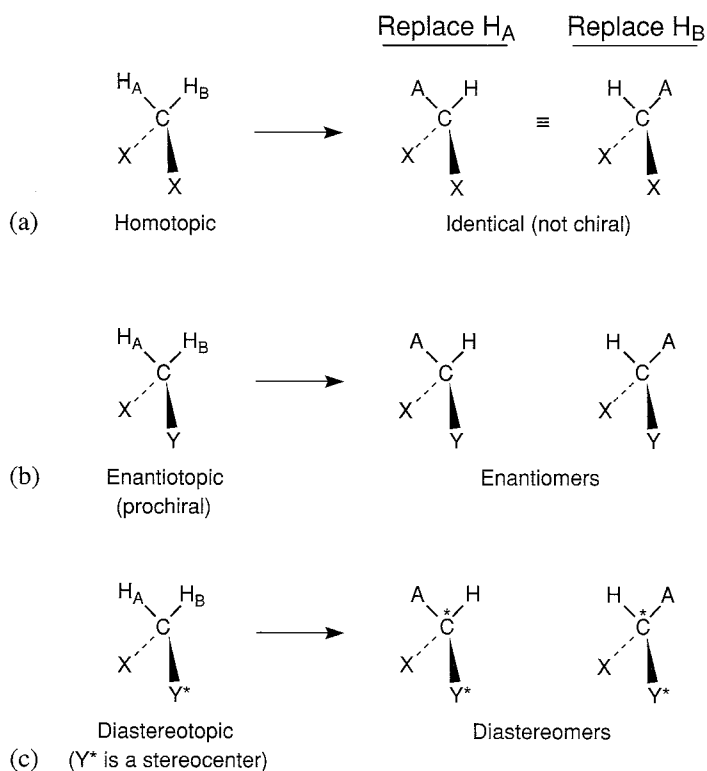 Replace HA Replace HB
HA HB A H H A
C C ≡ C
X X X
X X X
(a) Homotopic Identical (not chiral)
HA HB A H H A
C C C
X X X
Y Y Y
(b) Enantiotopic Enantiomers
(prochiral)
HA HB A H H A
* *
C C C
X X X
Y* Y* Y*
Diastereotopic Diastereomers
(c) (Y* is a stereocenter)